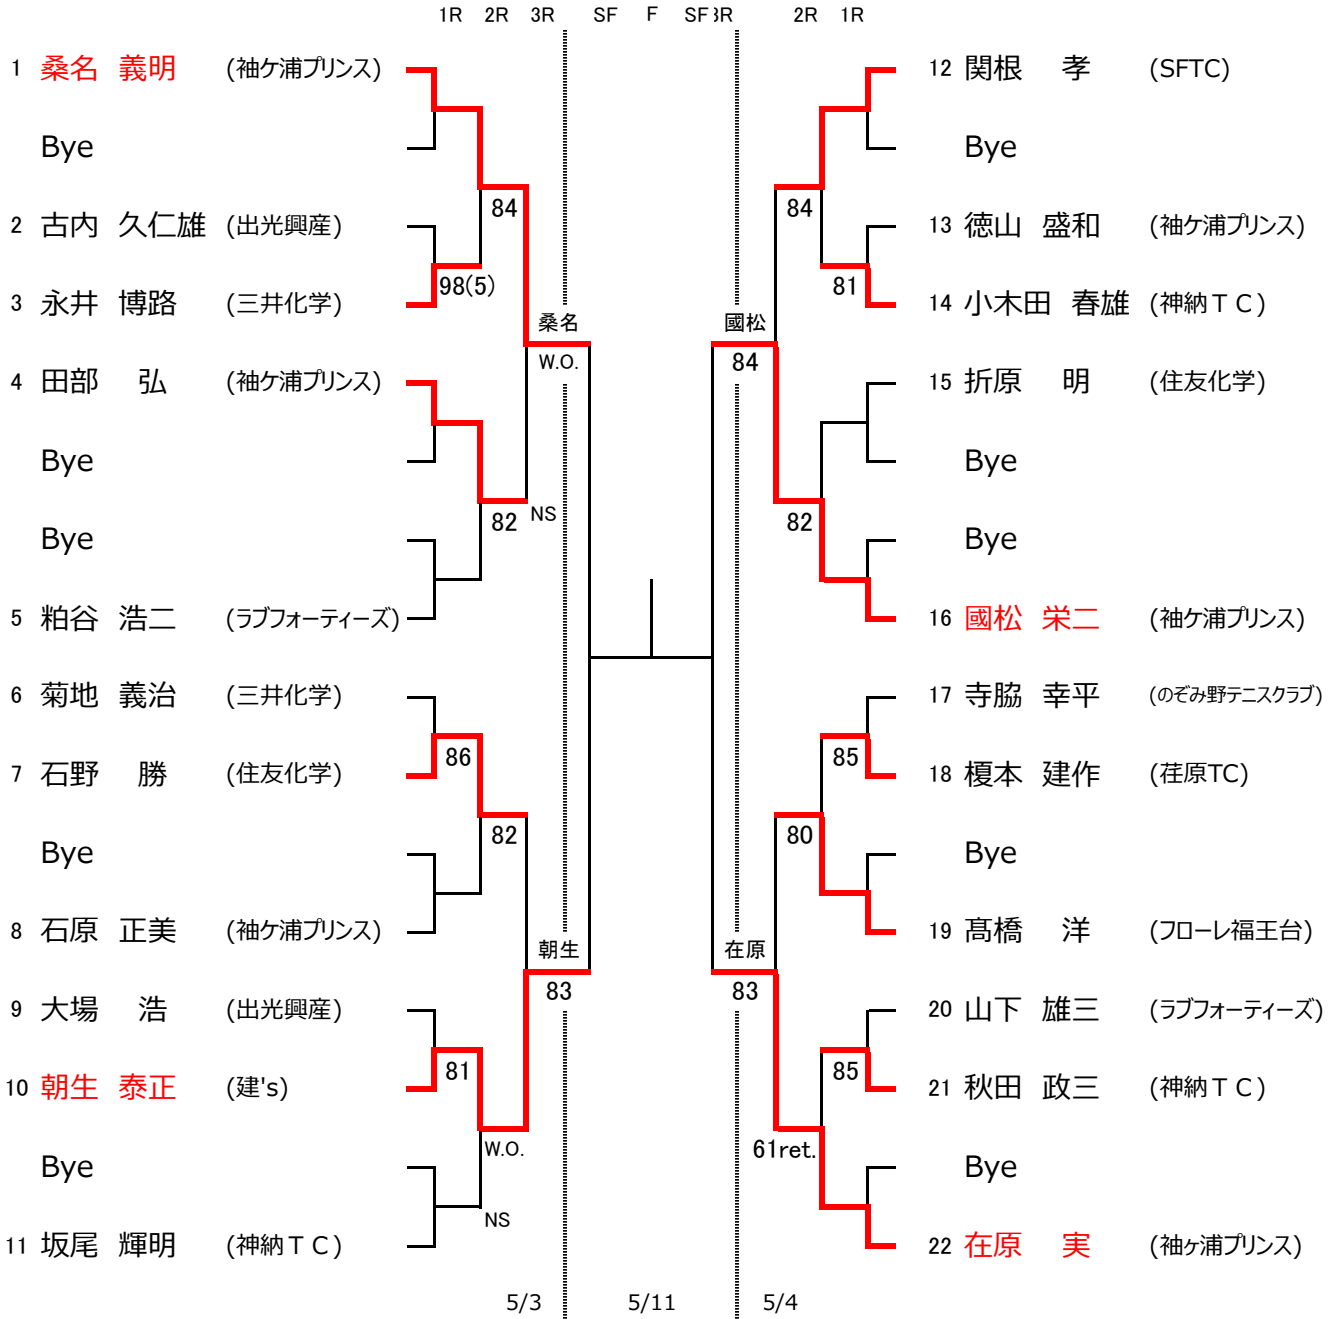 1R 2R 3R SF F SF 3R 2R 1R
1 桑名 義明 (袖ケ浦プリンス)
Bye
84
2 古内 久仁雄 (出光興産)
98(5)
3 永井 博路 (三井化学)
桑名
W.O.
4 田部 弘 (袖ケ浦プリンス)
Bye
82 NS
Bye
5 粕谷 浩二 (ラブフォーティーズ)
6 菊地 義治 (三井化学)
86
7 石野 勝 (住友化学)
82
Bye
8 石原 正美 (袖ケ浦プリンス)
朝生
83
9 大場 浩 (出光興産)
81
10 朝生 泰正 (建's)
W.O.
Bye
NS
11 坂尾 輝明 (神納ＴＣ)
12 関根 孝 (SFTC)
Bye
84
13 徳山 盛和 (袖ケ浦プリンス)
81
14 小木田 春雄 (神納ＴＣ)
國松
84
15 折原 明 (住友化学)
Bye
82
Bye
16 國松 栄二 (袖ケ浦プリンス)
17 寺脇 幸平 (のぞみ野テニスクラブ)
85
18 榎本 建作 (荏原TC)
80
Bye
19 髙橋 洋 (フローレ福王台)
在原
83
20 山下 雄三 (ラブフォーティーズ)
85
21 秋田 政三 (神納ＴＣ)
61ret.
Bye
22 在原 実 (袖ヶ浦プリンス)
5/3 5/11 5/4